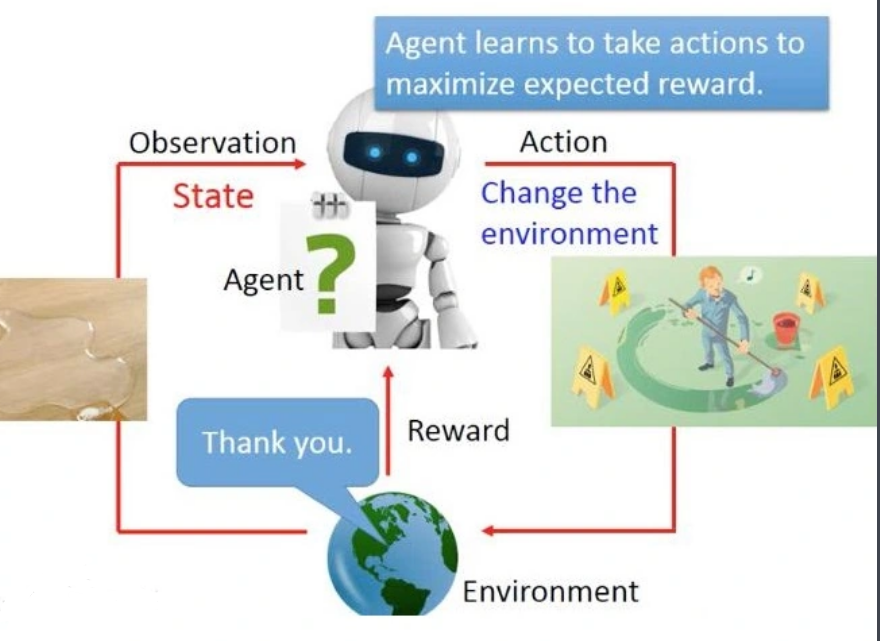 Agent learns to take actions to
maximize expected reward.
Observation
Action
State
Change the
environment
Agent
?
Thank you.
Reward
Environment